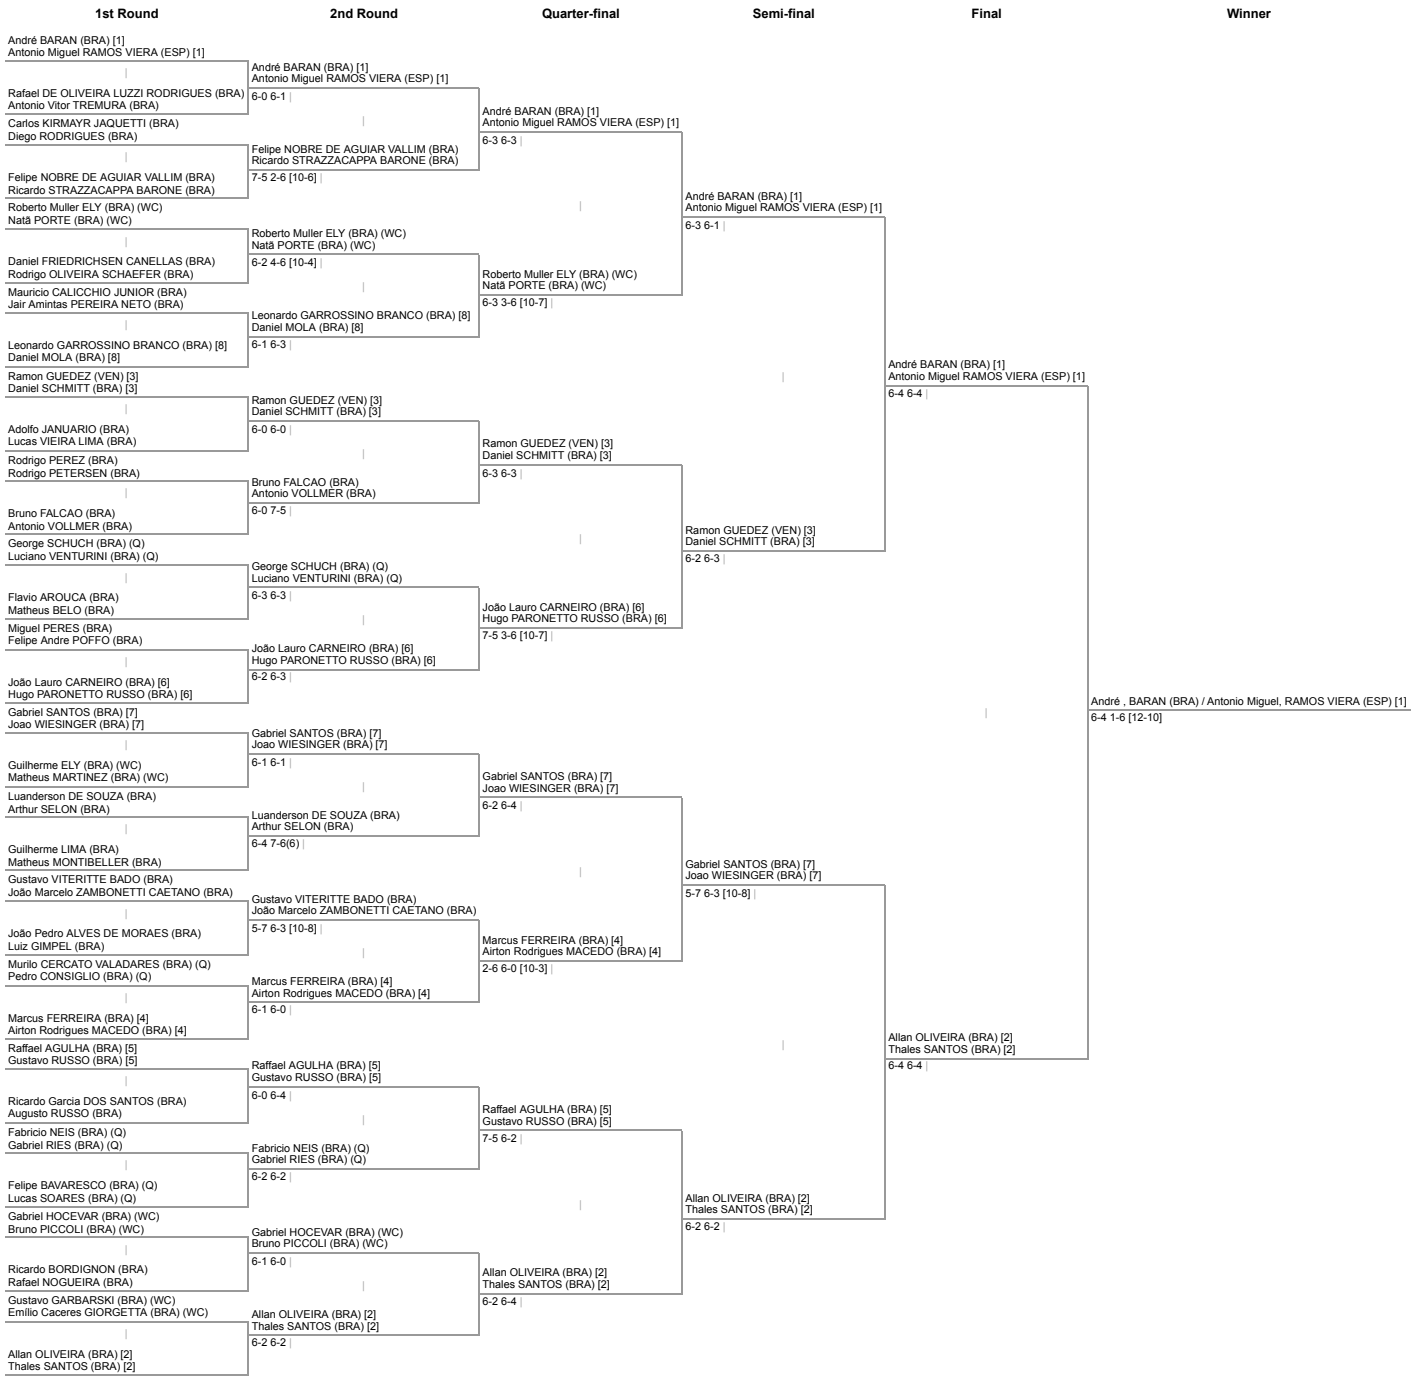 1st Round
2nd Round
Quarter-final
Semi-final
Final
Winner
André BARAN (BRA) [1]
Antonio Miguel RAMOS VIERA (ESP) [1]
Rafael DE OLIVEIRA LUZZI RODRIGUES (BRA)
Antonio Vitor TREMURA (BRA)
Carlos KIRMAYR JAQUETTI (BRA)
Diego RODRIGUES (BRA)
Felipe NOBRE DE AGUIAR VALLIM (BRA)
Ricardo STRAZZACAPPA BARONE (BRA)
Roberto Muller ELY (BRA) (WC)
Natã PORTE (BRA) (WC)
Daniel FRIEDRICHSEN CANELLAS (BRA)
Rodrigo OLIVEIRA SCHAEFER (BRA)
Mauricio CALICCHIO JUNIOR (BRA)
Jair Amintas PEREIRA NETO (BRA)
Leonardo GARROSSINO BRANCO (BRA) [8]
Daniel MOLA (BRA) [8]
Ramon GUEDEZ (VEN) [3]
Daniel SCHMITT (BRA) [3]
Adolfo JANUARIO (BRA)
Lucas VIEIRA LIMA (BRA)
Rodrigo PEREZ (BRA)
Rodrigo PETERSEN (BRA)
Bruno FALCAO (BRA)
Antonio VOLLMER (BRA)
George SCHUCH (BRA) (Q)
Luciano VENTURINI (BRA) (Q)
Flavio AROUCA (BRA)
Matheus BELO (BRA)
Miguel PERES (BRA)
Felipe Andre POFFO (BRA)
João Lauro CARNEIRO (BRA) [6]
Hugo PARONETTO RUSSO (BRA) [6]
Gabriel SANTOS (BRA) [7]
Joao WIESINGER (BRA) [7]
Guilherme ELY (BRA) (WC)
Matheus MARTINEZ (BRA) (WC)
Luanderson DE SOUZA (BRA)
Arthur SELON (BRA)
Guilherme LIMA (BRA)
Matheus MONTIBELLER (BRA)
Gustavo VITERITTE BADO (BRA)
João Marcelo ZAMBONETTI CAETANO (BRA)
João Pedro ALVES DE MORAES (BRA)
Luiz GIMPEL (BRA)
Murilo CERCATO VALADARES (BRA) (Q)
Pedro CONSIGLIO (BRA) (Q)
Marcus FERREIRA (BRA) [4]
Airton Rodrigues MACEDO (BRA) [4]
Raffael AGULHA (BRA) [5]
Gustavo RUSSO (BRA) [5]
Ricardo Garcia DOS SANTOS (BRA)
Augusto RUSSO (BRA)
Fabricio NEIS (BRA) (Q)
Gabriel RIES (BRA) (Q)
Felipe BAVARESCO (BRA) (Q)
Lucas SOARES (BRA) (Q)
Gabriel HOCEVAR (BRA) (WC)
Bruno PICCOLI (BRA) (WC)
Ricardo BORDIGNON (BRA)
Rafael NOGUEIRA (BRA)
Gustavo GARBARSKI (BRA) (WC)
Emílio Caceres GIORGETTA (BRA) (WC)
Allan OLIVEIRA (BRA) [2]
Thales SANTOS (BRA) [2]
André BARAN (BRA) [1]
Antonio Miguel RAMOS VIERA (ESP) [1]
6-0 6-1 |
Felipe NOBRE DE AGUIAR VALLIM (BRA)
Ricardo STRAZZACAPPA BARONE (BRA)
7-5 2-6 [10-6] |
Roberto Muller ELY (BRA) (WC)
Natã PORTE (BRA) (WC)
6-2 4-6 [10-4] |
Leonardo GARROSSINO BRANCO (BRA) [8]
Daniel MOLA (BRA) [8]
6-1 6-3 |
Ramon GUEDEZ (VEN) [3]
Daniel SCHMITT (BRA) [3]
6-0 6-0 |
Bruno FALCAO (BRA)
Antonio VOLLMER (BRA)
6-0 7-5 |
George SCHUCH (BRA) (Q)
Luciano VENTURINI (BRA) (Q)
6-3 6-3 |
João Lauro CARNEIRO (BRA) [6]
Hugo PARONETTO RUSSO (BRA) [6]
6-2 6-3 |
Gabriel SANTOS (BRA) [7]
Joao WIESINGER (BRA) [7]
6-1 6-1 |
Luanderson DE SOUZA (BRA)
Arthur SELON (BRA)
6-4 7-6(6) |
Gustavo VITERITTE BADO (BRA)
João Marcelo ZAMBONETTI CAETANO (BRA)
5-7 6-3 [10-8] |
Marcus FERREIRA (BRA) [4]
Airton Rodrigues MACEDO (BRA) [4]
6-1 6-0 |
Raffael AGULHA (BRA) [5]
Gustavo RUSSO (BRA) [5]
6-0 6-4 |
Fabricio NEIS (BRA) (Q)
Gabriel RIES (BRA) (Q)
6-2 6-2 |
Gabriel HOCEVAR (BRA) (WC)
Bruno PICCOLI (BRA) (WC)
6-1 6-0 |
Allan OLIVEIRA (BRA) [2]
Thales SANTOS (BRA) [2]
6-2 6-2 |
André BARAN (BRA) [1]
Antonio Miguel RAMOS VIERA (ESP) [1]
6-3 6-3 |
Roberto Muller ELY (BRA) (WC)
Natã PORTE (BRA) (WC)
6-3 3-6 [10-7] |
Ramon GUEDEZ (VEN) [3]
Daniel SCHMITT (BRA) [3]
6-3 6-3 |
João Lauro CARNEIRO (BRA) [6]
Hugo PARONETTO RUSSO (BRA) [6]
7-5 3-6 [10-7] |
Gabriel SANTOS (BRA) [7]
Joao WIESINGER (BRA) [7]
6-2 6-4 |
Marcus FERREIRA (BRA) [4]
Airton Rodrigues MACEDO (BRA) [4]
2-6 6-0 [10-3] |
Raffael AGULHA (BRA) [5]
Gustavo RUSSO (BRA) [5]
7-5 6-2 |
Allan OLIVEIRA (BRA) [2]
Thales SANTOS (BRA) [2]
6-2 6-4 |
André BARAN (BRA) [1]
Antonio Miguel RAMOS VIERA (ESP) [1]
6-3 6-1 |
Ramon GUEDEZ (VEN) [3]
Daniel SCHMITT (BRA) [3]
6-2 6-3 |
Gabriel SANTOS (BRA) [7]
Joao WIESINGER (BRA) [7]
5-7 6-3 [10-8] |
Allan OLIVEIRA (BRA) [2]
Thales SANTOS (BRA) [2]
6-2 6-2 |
André BARAN (BRA) [1]
Antonio Miguel RAMOS VIERA (ESP) [1]
6-4 6-4 |
Allan OLIVEIRA (BRA) [2]
Thales SANTOS (BRA) [2]
6-4 6-4 |
André , BARAN (BRA) / Antonio Miguel, RAMOS VIERA (ESP) [1]
6-4 1-6 [12-10]